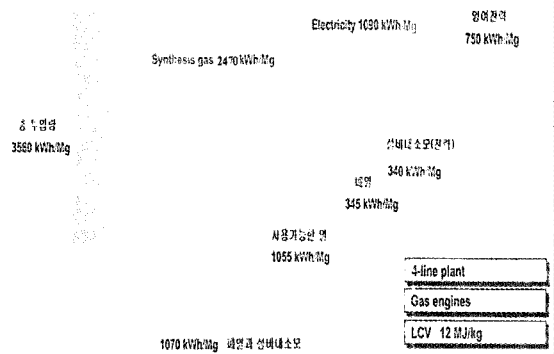 Electricity 1090 kWh/Mg
잉여전력
750 kWh/Mg
Synthesis gas 2470 kWh/Mg
총 투입량
3560 kWh/Mg
설비내 소모(전력)
340 kWh/Mg
폐열
345 kWh/Mg
사용가능한 열
1055 kWh/Mg
4-line plant
Gas engines
LCV 12 MJ/kg
1070 kWh/Mg 폐열과 설비내소모